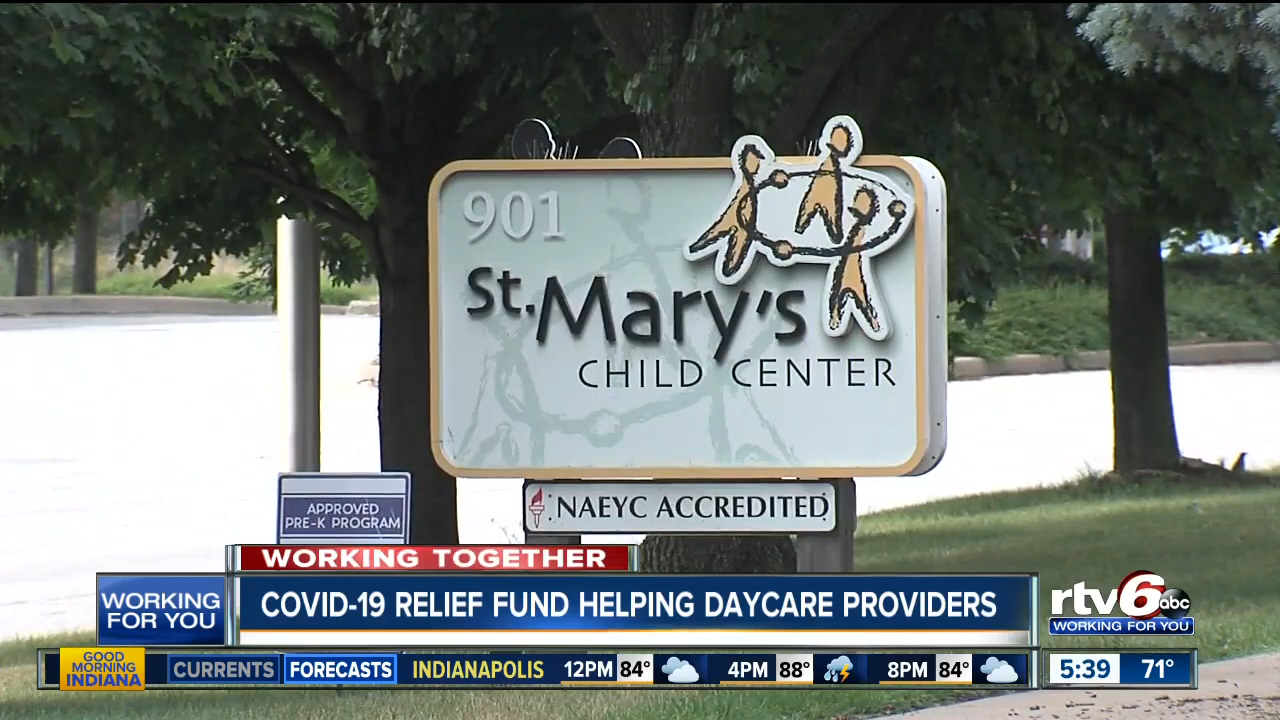 901
St. Mary's
CHILD CENTER
NAEYC ACCREDITED
APPROVED
PRE-K PROGRAM
WORKING TOGETHER
WORKING
FOR YOU
COVID-19 RELIEF FUND HELPING DAYCARE PROVIDERS
rtv6 abc
WORKING FOR YOU
GOOD
MORNING
INDIANA
CURRENTS FORECASTS INDIANAPOLIS 12PM 84° 4PM 88° 8PM 84°
5:39 71°